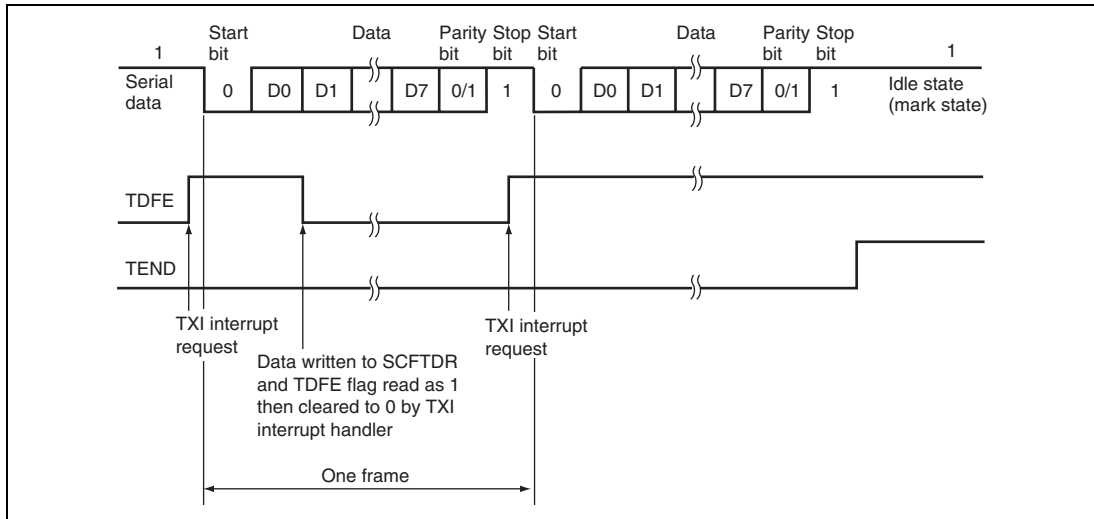 Start bit
Data
Parity bit
Stop bit
Start bit
Data
Parity bit
Stop bit
1
1
Serial data
0
D0
D1
D7
0/1
1
0
D0
D1
D7
0/1
1
Idle state
(mark state)
TDFE
TEND
TXI interrupt
request
TXI interrupt
request
Data written to SCFTDR
and TDFE flag read as 1
then cleared to 0 by TXI
interrupt handler
One frame